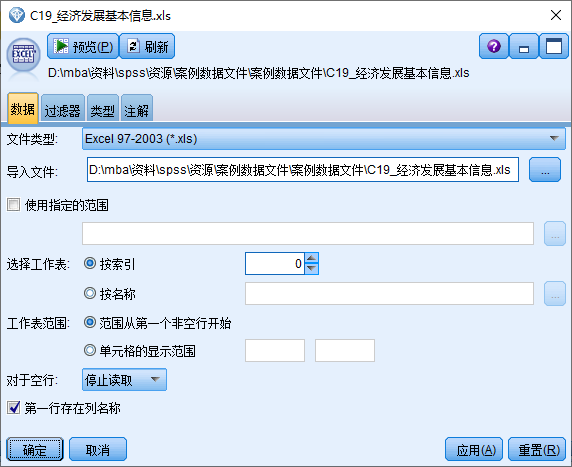 C19_经济发展基本信息.xls
EXCEL
预览(P) 刷新
D:\mba\资料\spss\资源\案例数据文件\案例数据文件\C19_经济发展基本信息.xls
数据 过滤器 类型 注解
文件类型: Excel 97-2003 (*.xls)
导入文件: D:\mba\资料\spss\资源\案例数据文件\案例数据文件\C19_经济发展基本信息.xls ...
使用指定的范围
...
选择工作表: 按索引 0
按名称 ...
工作表范围: 范围从第一个非空行开始
单元格的显示范围
对于空行: 停止读取
第一行存在列名称
确定 取消 应用(A) 重置(R)